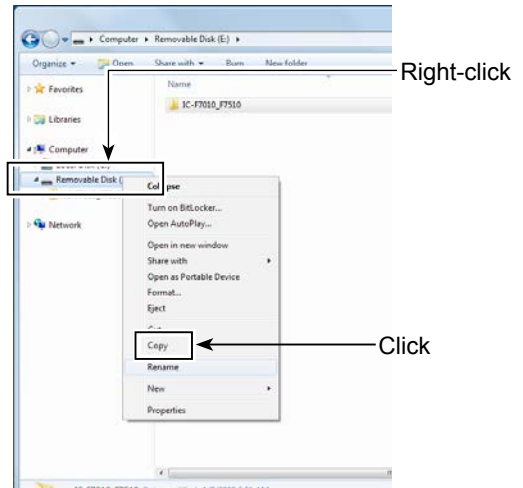 Computer ▸ Removable Disk (E:) ▸
Organize Open Share with Burn New folder
Right-click
Name
Favorites
IC-F7010_F7510
Libraries
Computer
Removable Disk (
Collapse
Turn on BitLocker...
Open AutoPlay...
Network
Open in new window
Share with
Open as Portable Device
Format...
Eject
Copy
Click
Rename
New
Properties